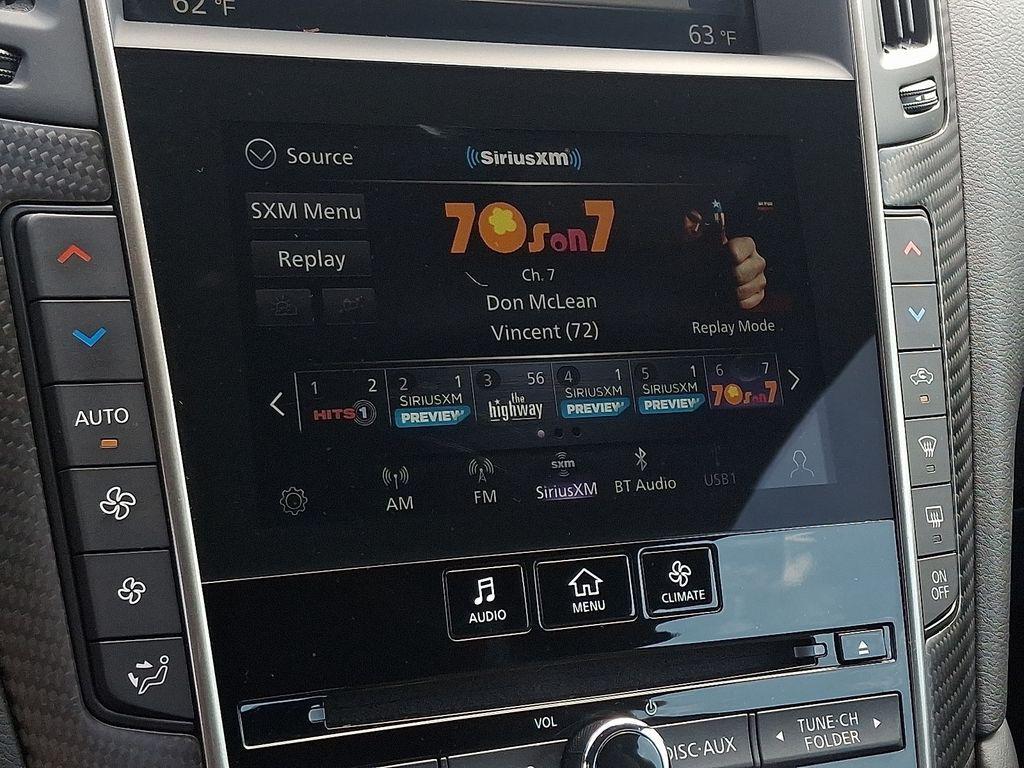 62 °F
63 °F
Source
SiriusXM
SXM Menu
70s on 7
Replay
Ch. 7
Don McLean
Vincent (72)
Replay Mode
1 2 HITS 1
2 1 SIRIUSXM PREVIEW
3 56 the highway
4 1 SIRIUSXM PREVIEW
5 1 SIRIUSXM PREVIEW
6 7 70s on 7
AUTO
AM
FM
sxm
SiriusXM
BT Audio
USB1
ON
OFF
AUDIO
MENU
CLIMATE
VOL
DISC·AUX
TUNE·CH
FOLDER